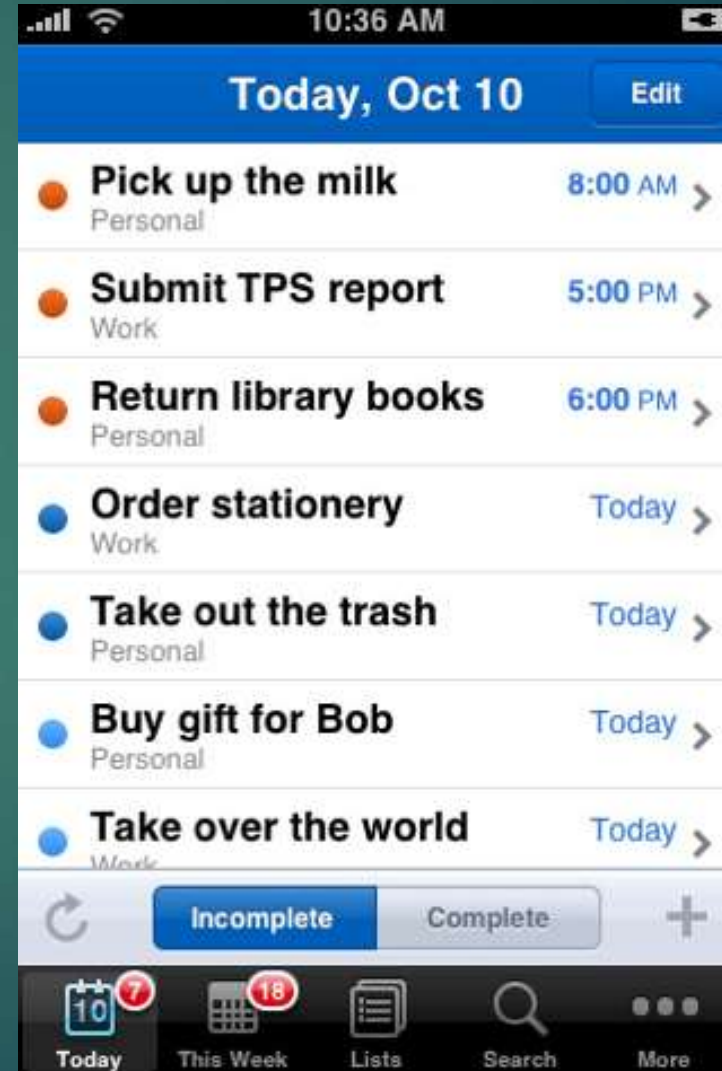 10:36 AM
Today, Oct 10 Edit
Pick up the milk 8:00 AM
Personal
Submit TPS report 5:00 PM
Work
Return library books 6:00 PM
Personal
Order stationery Today
Work
Take out the trash Today
Personal
Buy gift for Bob Today
Personal
Take over the world Today
Work
Incomplete Complete
10 7 18
Today This Week Lists Search More